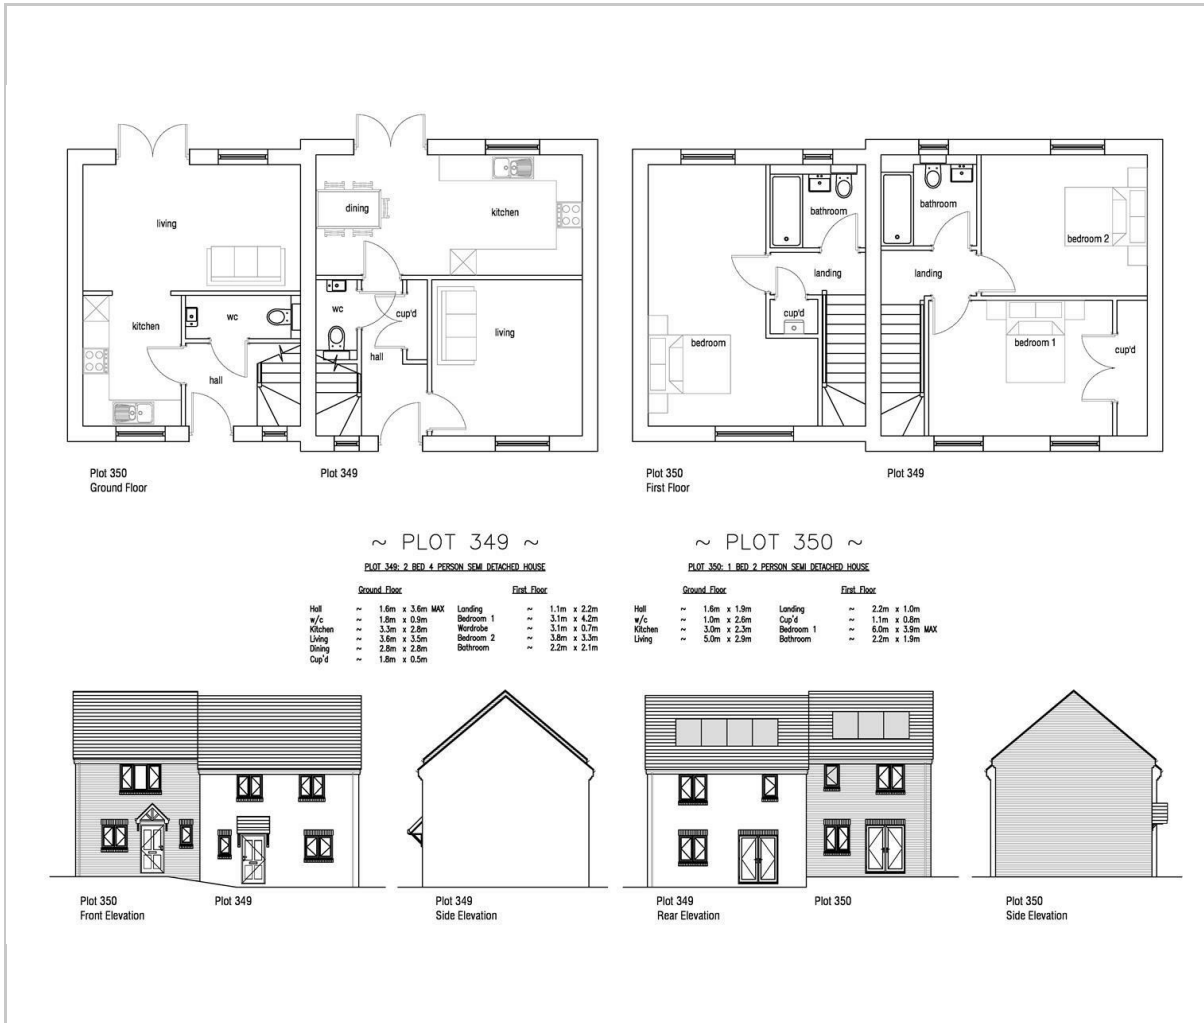 living
kitchen
wc
hall
dining
kitchen
wc
cup'd
hall
living
Plot 350
Ground Floor
Plot 349
bathroom
landing
cup'd
bedroom
bathroom
bedroom 2
landing
bedroom 1
cup'd
Plot 350
First Floor
Plot 349
~ PLOT 349 ~
PLOT 349: 2 BED 4 PERSON SEMI DETACHED HOUSE
Ground Floor
Hall ~ 1.6m x 3.6m MAX
w/c ~ 1.8m x 0.9m
Kitchen ~ 3.3m x 2.8m
Living ~ 3.6m x 3.5m
Dining ~ 2.8m x 2.8m
Cup'd ~ 1.8m x 0.5m
First Floor
Landing ~ 1.1m x 2.2m
Bedroom 1 ~ 3.1m x 4.2m
Wardrobe ~ 3.1m x 0.7m
Bedroom 2 ~ 3.8m x 3.3m
Bathroom ~ 2.2m x 2.1m
~ PLOT 350 ~
PLOT 350: 1 BED 2 PERSON SEMI DETACHED HOUSE
Ground Floor
Hall ~ 1.6m x 1.9m
w/c ~ 1.0m x 2.6m
Kitchen ~ 3.0m x 2.3m
Living ~ 5.0m x 2.9m
First Floor
Landing ~ 2.2m x 1.0m
Cup'd ~ 1.1m x 0.8m
Bedroom 1 ~ 6.0m x 3.9m MAX
Bathroom ~ 2.2m x 1.9m
Plot 350
Front Elevation
Plot 349
Plot 349
Side Elevation
Plot 349
Rear Elevation
Plot 350
Plot 350
Side Elevation